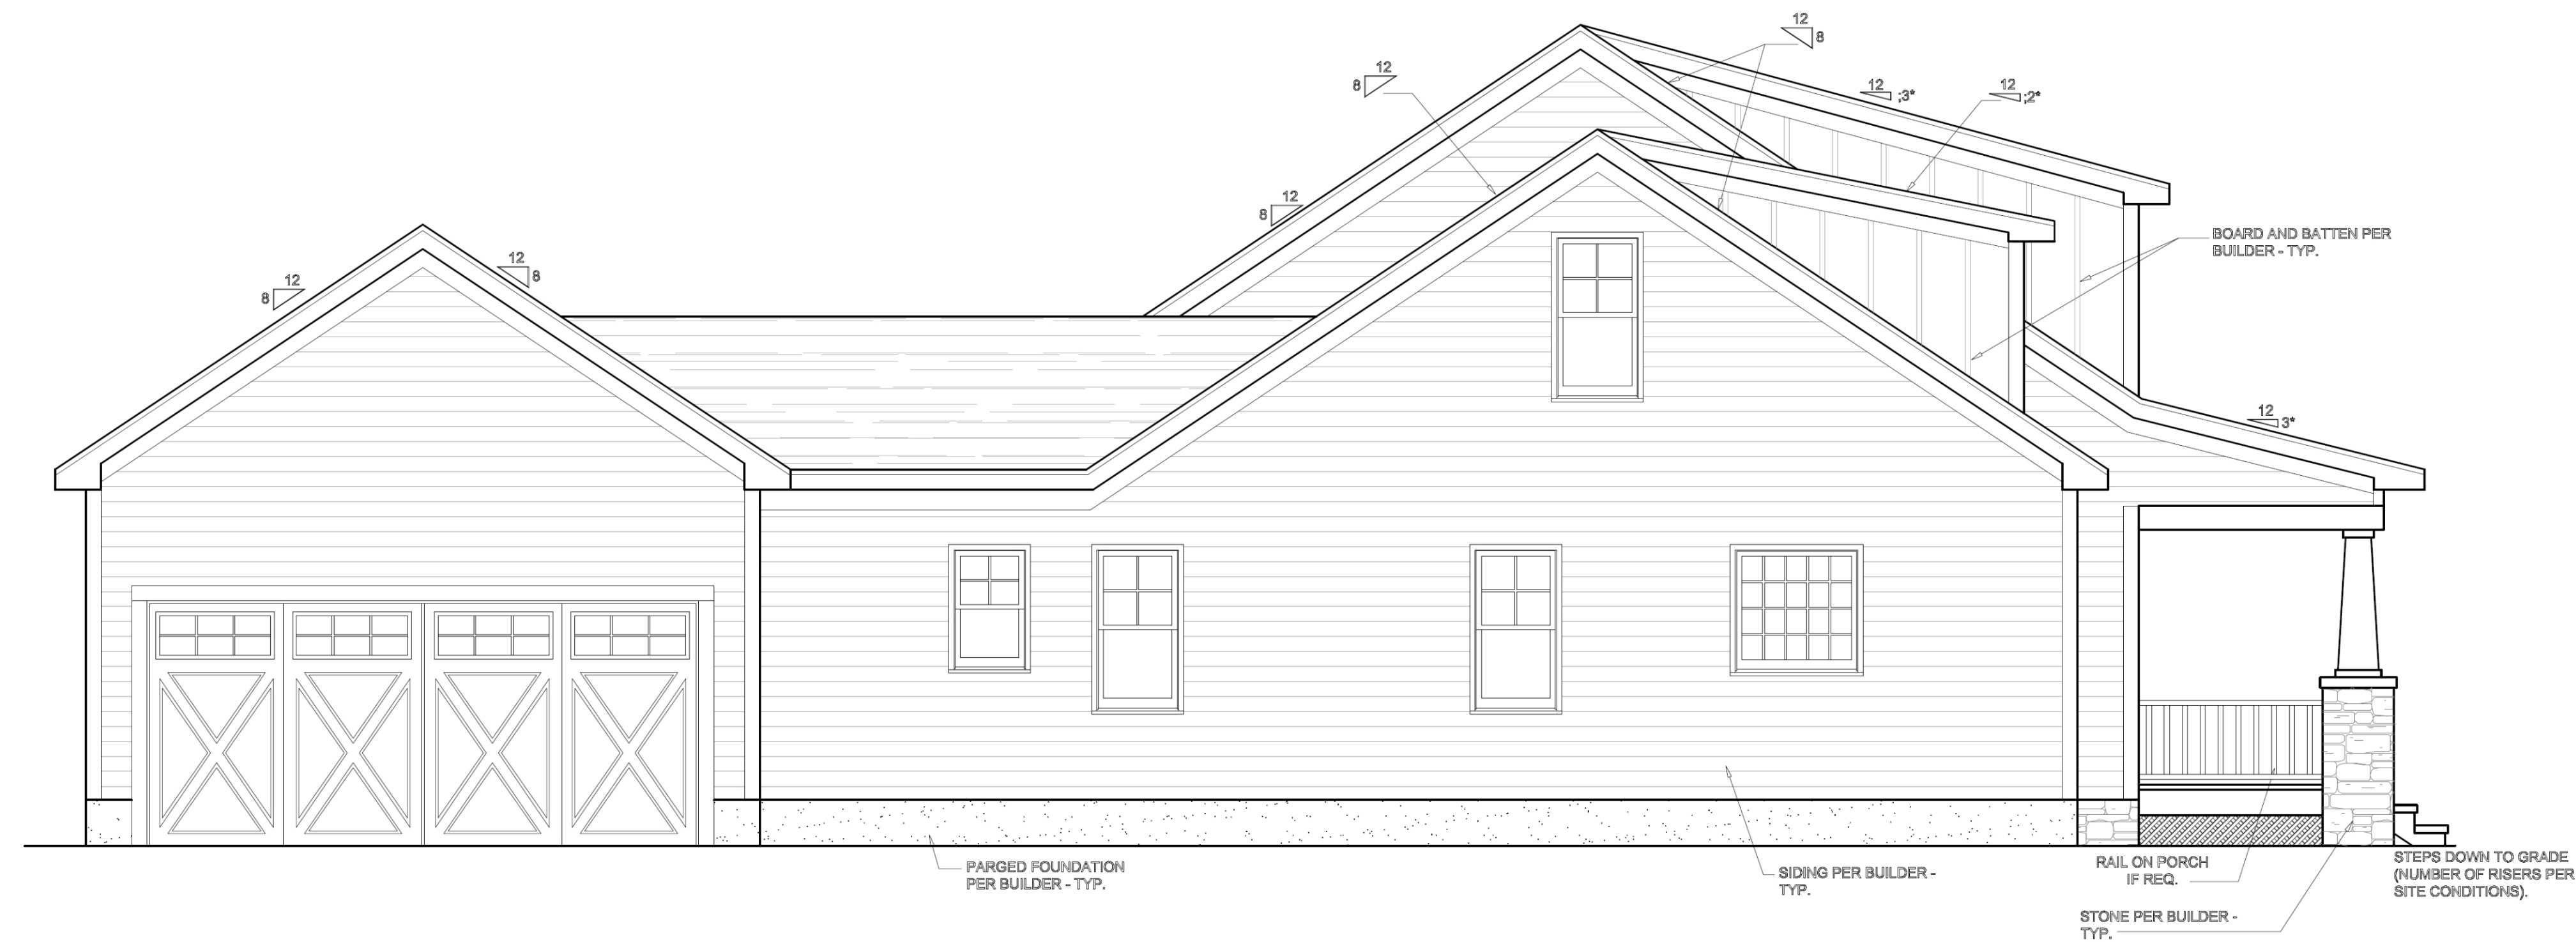 12
8
12
8
12
;3*
12
;2*
12
8
BOARD AND BATTEN PER
BUILDER - TYP.
12
8
12
8
12
3*
PARGED FOUNDATION
PER BUILDER - TYP.
SIDING PER BUILDER -
TYP.
RAIL ON PORCH
IF REQ.
STEPS DOWN TO GRADE
(NUMBER OF RISERS PER
SITE CONDITIONS).
STONE PER BUILDER -
TYP.